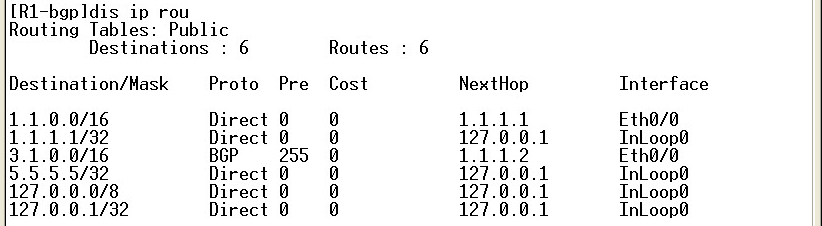 [R1-bgp]dis ip rou
Routing Tables: Public
Destinations : 6 Routes : 6
Destination/Mask Proto Pre Cost NextHop Interface
1.1.0.0/16 Direct 0 0 1.1.1.1 Eth0/0
1.1.1.1/32 Direct 0 0 127.0.0.1 InLoop0
3.1.0.0/16 BGP 255 0 1.1.1.2 Eth0/0
5.5.5.5/32 Direct 0 0 127.0.0.1 InLoop0
127.0.0.0/8 Direct 0 0 127.0.0.1 InLoop0
127.0.0.1/32 Direct 0 0 127.0.0.1 InLoop0